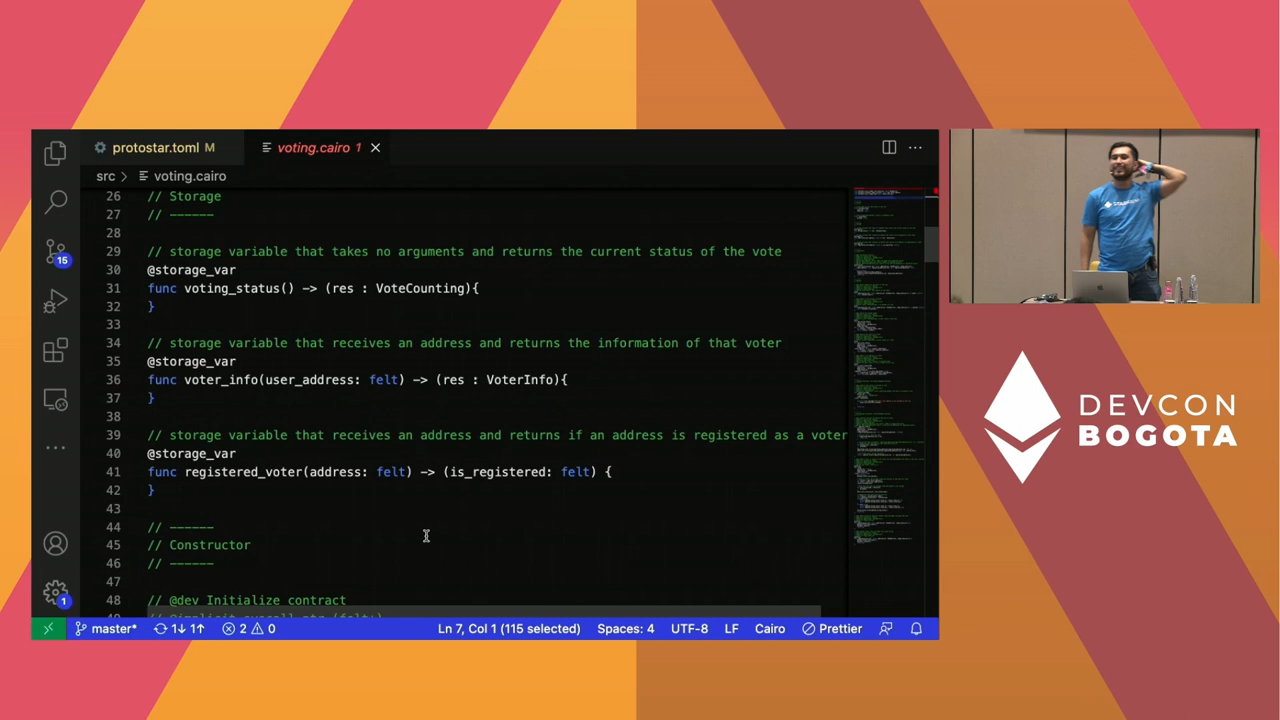 protostar.toml M
voting.cairo 1
src > voting.cairo
26 // Storage
27 // ------
28
29 // Storage variable that takes no arguments and returns the current status of the vote
30 @storage_var
31 func voting_status() -> (res : VoteCounting){
32 }
33
34 // Storage variable that receives an address and returns the information of that voter
35 @storage_var
36 func voter_info(user_address: felt) -> (res : VoterInfo){
37 }
38
39 // Storage variable that receives an address and returns if an address is registered as a voter
40 @storage_var
41 func registered_voter(address: felt) -> (is_registered: felt) {
42 }
43
44 // ------
45 // Constructor
46 // ------
47
48 // @dev Initialize contract
15
1
master* 1↓ 1↑ 2 0 Ln 7, Col 1 (115 selected) Spaces: 4 UTF-8 LF Cairo Prettier
DEVCON
BOGOTA